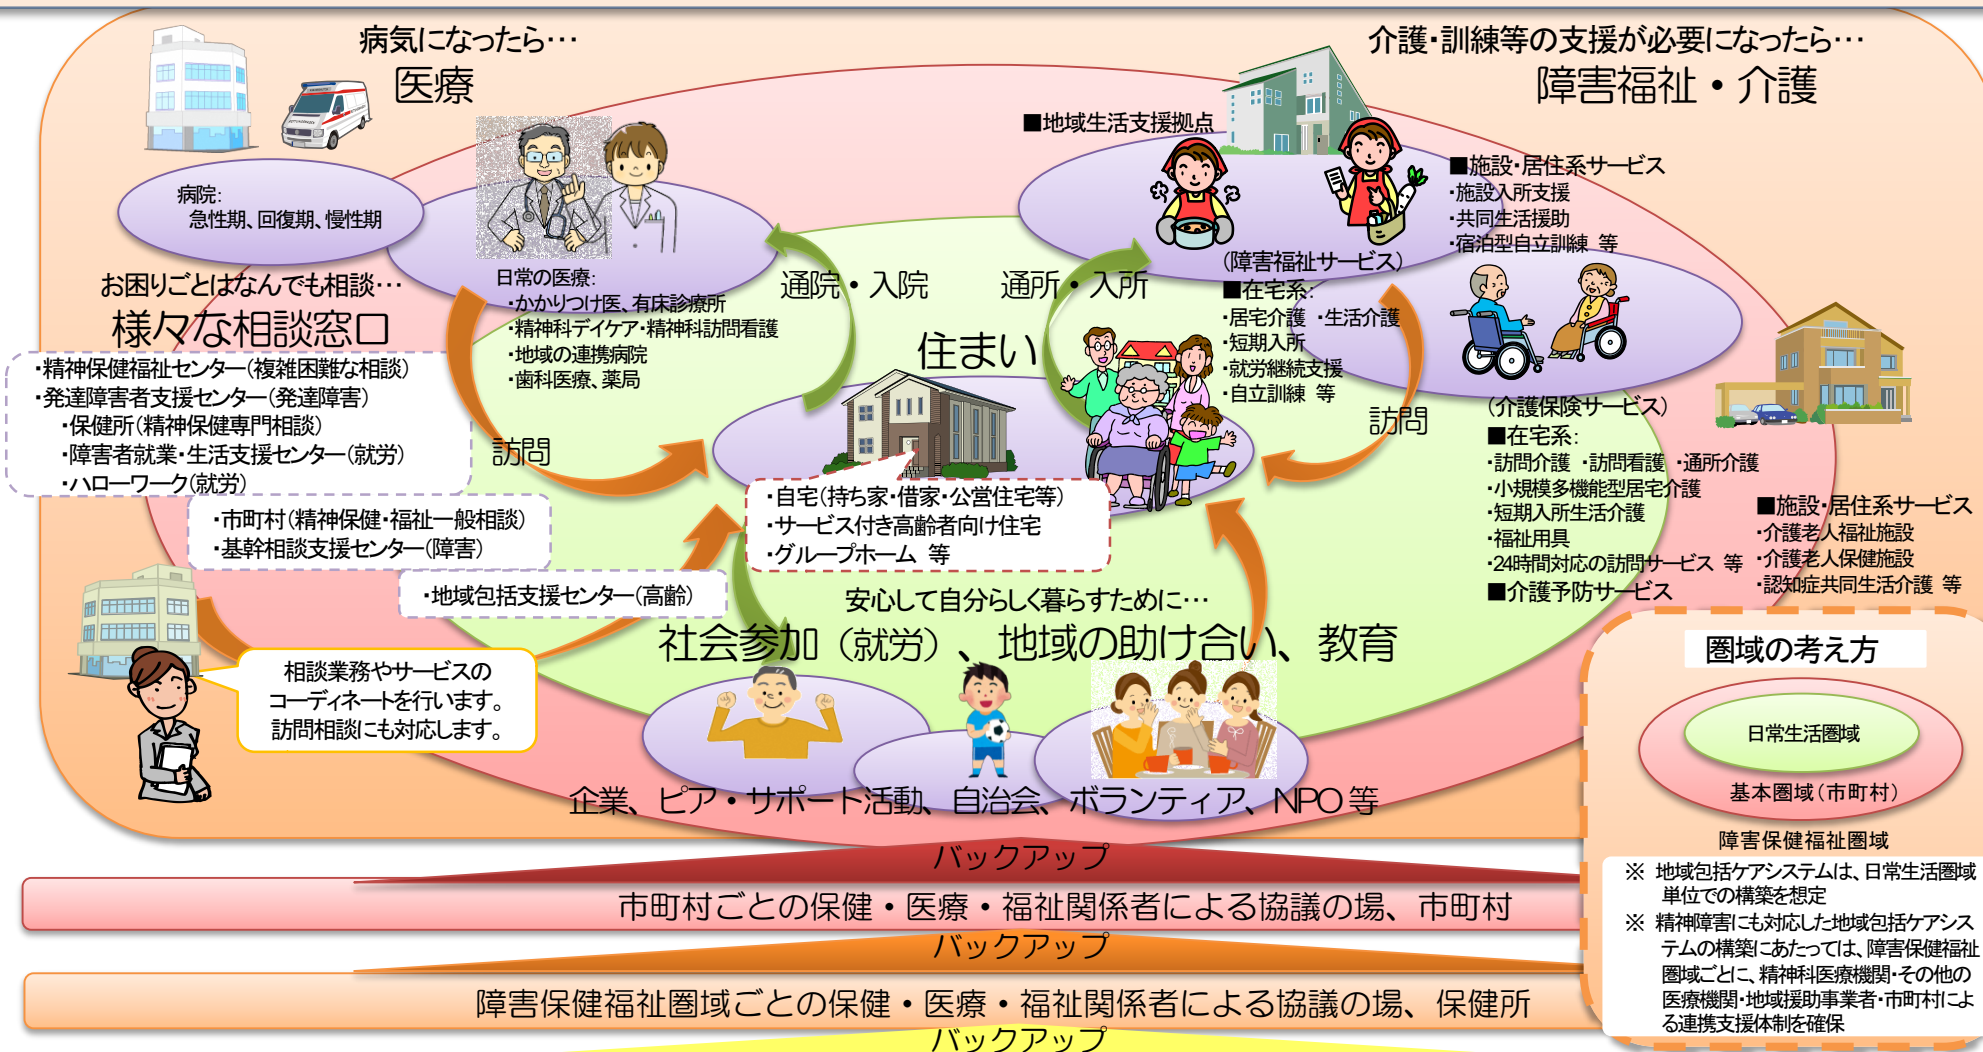 病気になったら…
医療
介護・訓練等の支援が必要になったら…
障害福祉・介護
■地域生活支援拠点
■施設・居住系サービス
・施設入所支援
・共同生活援助
・宿泊型自立訓練 等
病院:
急性期、回復期、慢性期
日常の医療:
・かかりつけ医、有床診療所
・精神科デイケア・精神科訪問看護
・地域の連携病院
・歯科医療、薬局
通院・入院
通所・入所
(障害福祉サービス)
■在宅系:
・居宅介護 ・生活介護
・短期入所
・就労継続支援
・自立訓練 等
お困りごとはなんでも相談…
様々な相談窓口
・精神保健福祉センター(複雑困難な相談)
・発達障害者支援センター(発達障害)
・保健所(精神保健専門相談)
・障害者就業・生活支援センター(就労)
・ハローワーク(就労)
・市町村(精神保健・福祉一般相談)
・基幹相談支援センター(障害)
・地域包括支援センター(高齢)
訪問
住まい
・自宅(持ち家・借家・公営住宅等)
・サービス付き高齢者向け住宅
・グループホーム 等
訪問
(介護保険サービス)
■在宅系:
・訪問介護 ・訪問看護 ・通所介護
・小規模多機能型居宅介護
・短期入所生活介護
・福祉用具
・24時間対応の訪問サービス 等
■介護予防サービス
■施設・居住系サービス
・介護老人福祉施設
・介護老人保健施設
・認知症共同生活介護 等
相談業務やサービスの
コーディネートを行います。
訪問相談にも対応します。
安心して自分らしく暮らすために…
社会参加(就労)、地域の助け合い、教育
企業、ピア・サポート活動、自治会、ボランティア、NPO等
圏域の考え方
日常生活圏域
基本圏域(市町村)
障害保健福祉圏域
※ 地域包括ケアシステムは、日常生活圏域
単位での構築を想定
※ 精神障害にも対応した地域包括ケアシス
テムの構築にあたっては、障害保健福祉
圏域ごとに、精神科医療機関・その他の
医療機関・地域援助事業者・市町村によ
る連携支援体制を確保
バックアップ
市町村ごとの保健・医療・福祉関係者による協議の場、市町村
バックアップ
障害保健福祉圏域ごとの保健・医療・福祉関係者による協議の場、保健所
バックアップ